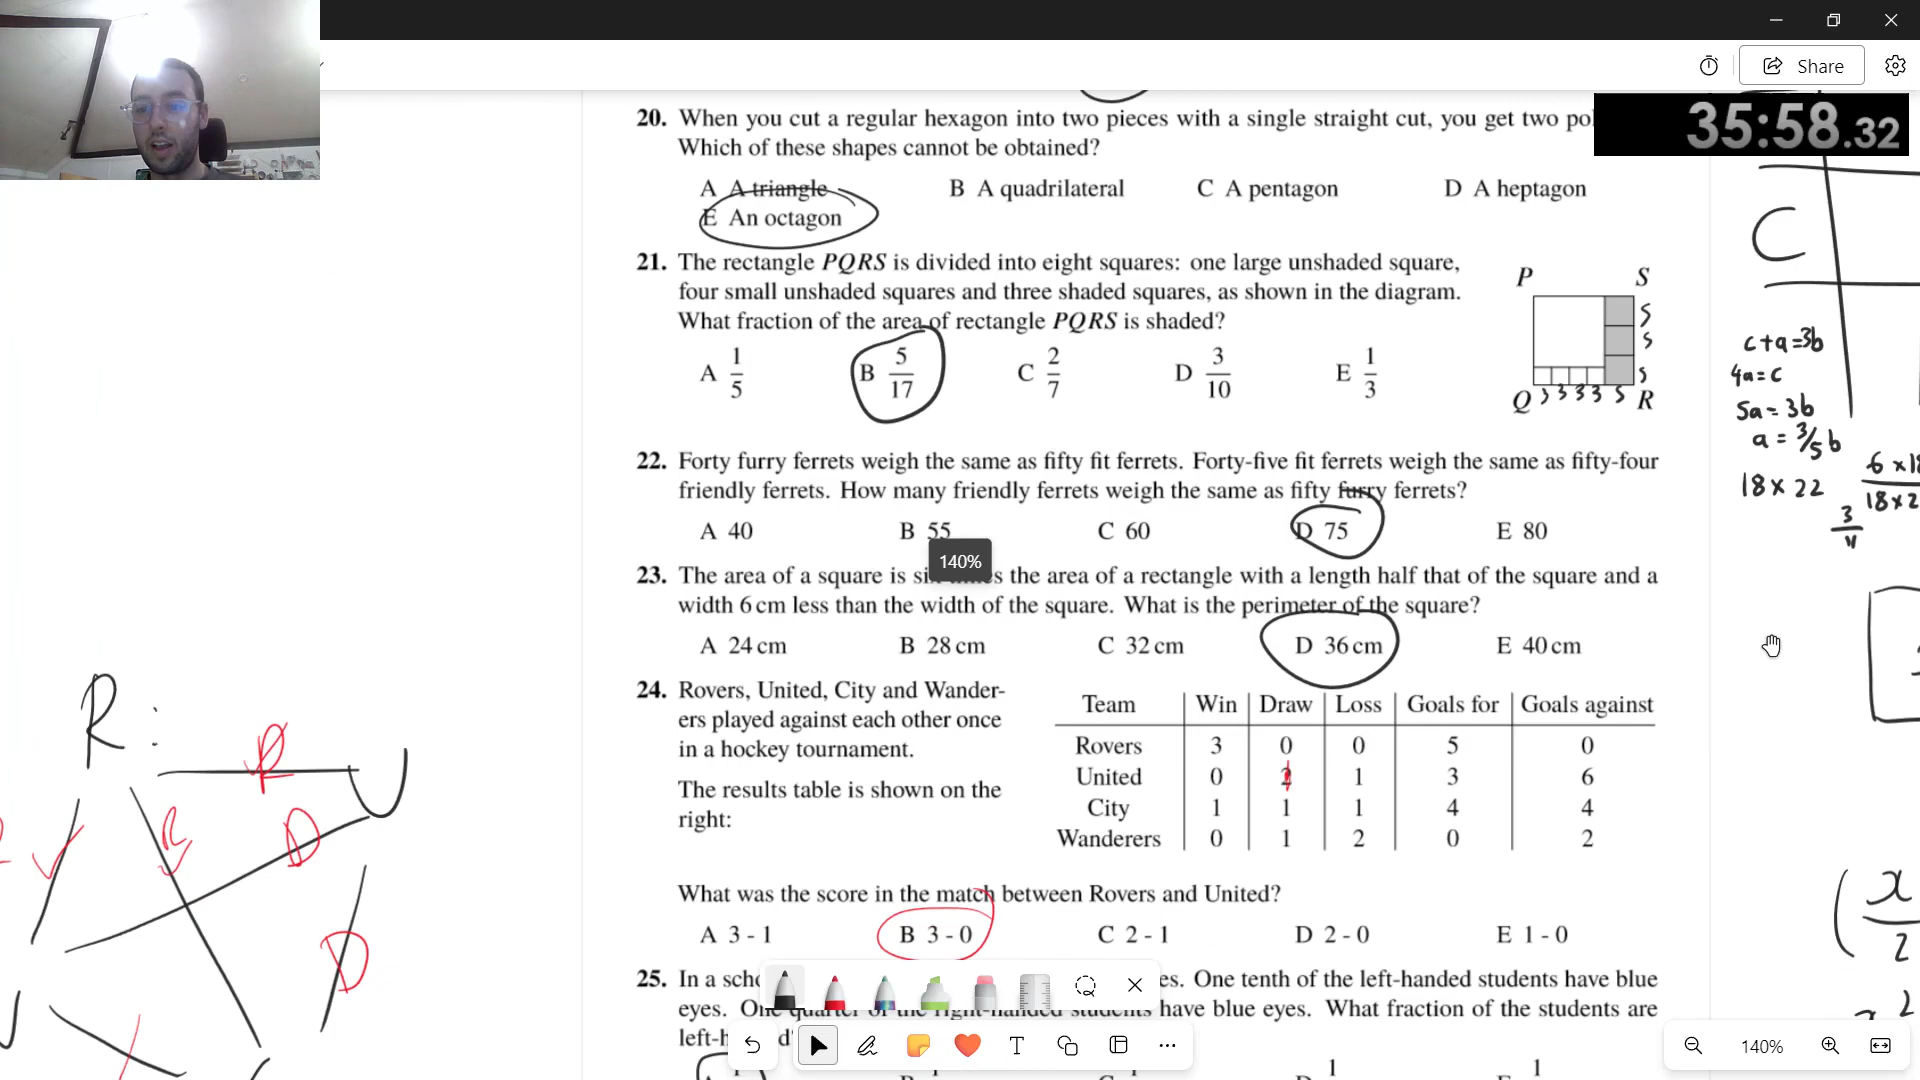 Share
35:58.32
20. When you cut a regular hexagon into two pieces with a single straight cut, you get two
Which of these shapes cannot be obtained?
A A triangle B A quadrilateral C A pentagon D A heptagon
E An octagon
21. The rectangle PQRS is divided into eight squares: one large unshaded square,
four small unshaded squares and three shaded squares, as shown in the diagram.
What fraction of the area of rectangle PQRS is shaded?
A 1/5 B 5/17 C 2/7 D 3/10 E 1/3
P S
5
5
5
Q 3 3 3 3 5 R
C
c+a=3b
4a=c
5a=3b
a=3/5 b
18×22
22. Forty furry ferrets weigh the same as fifty fit ferrets. Forty-five fit ferrets weigh the same as fifty-four
friendly ferrets. How many friendly ferrets weigh the same as fifty furry ferrets?
A 40 B 55 C 60 D 75 E 80
140%
23. The area of a square is the area of a rectangle with a length half that of the square and a
width 6 cm less than the width of the square. What is the perimeter of the square?
A 24 cm B 28 cm C 32 cm D 36 cm E 40 cm
24. Rovers, United, City and Wander-
ers played against each other once
in a hockey tournament.
The results table is shown on the
right:
Team Win Draw Loss Goals for Goals against
Rovers 3 0 0 5 0
United 0 2 1 3 6
City 1 1 1 4 4
Wanderers 0 1 2 0 2
What was the score in the match between Rovers and United?
A 3 - 1 B 3 - 0 C 2 - 1 D 2 - 0 E 1 - 0
25. In a One tenth of the left-handed students have blue
eyes. have blue eyes. What fraction of the students are
R :
R
U
R
D
D
x/2
140%